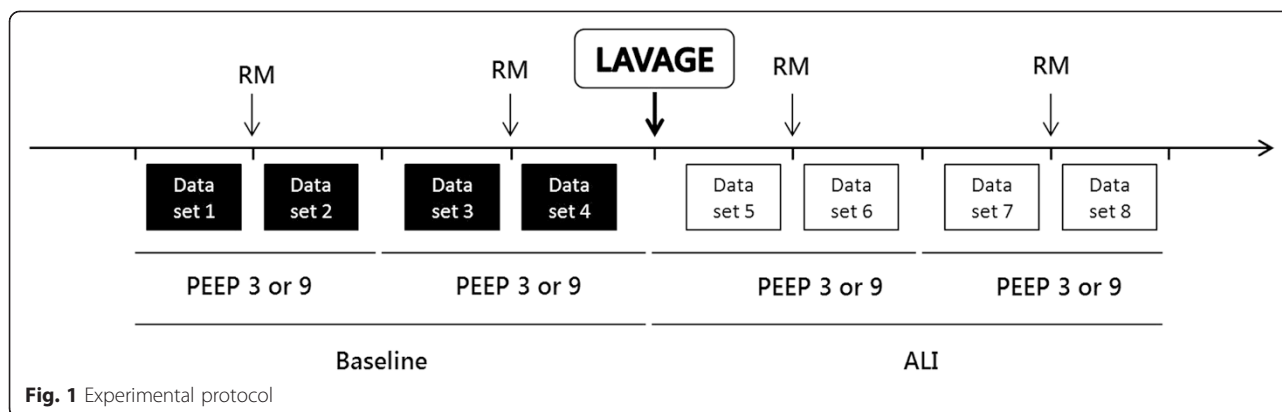 LAVAGE
RM
RM
RM
RM
Data
set 1
Data
set 2
Data
set 3
Data
set 4
Data
set 5
Data
set 6
Data
set 7
Data
set 8
PEEP 3 or 9
PEEP 3 or 9
PEEP 3 or 9
PEEP 3 or 9
Baseline
ALI
Fig. 1 Experimental protocol